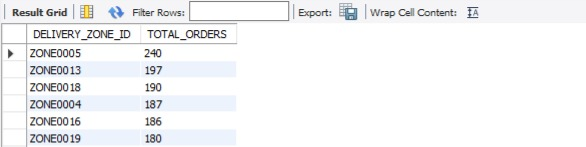 Result Grid Filter Rows: Export: Wrap Cell Content: IA
DELIVERY_ZONE_ID TOTAL_ORDERS
ZONE0005 240
ZONE0013 197
ZONE0018 190
ZONE0004 187
ZONE0016 186
ZONE0019 180